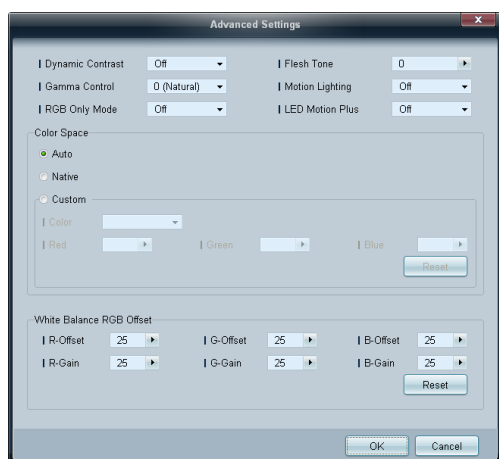 Advanced Settings
x
Dynamic Contrast Off Flesh Tone 0
Gamma Control 0 (Natural) Motion Lighting Off
RGB Only Mode Off LED Motion Plus Off
Color Space
Auto
Native
Custom
Color
Red Green Blue
Reset
White Balance RGB Offset
R-Offset 25 G-Offset 25 B-Offset 25
R-Gain 25 G-Gain 25 B-Gain 25
Reset
OK Cancel